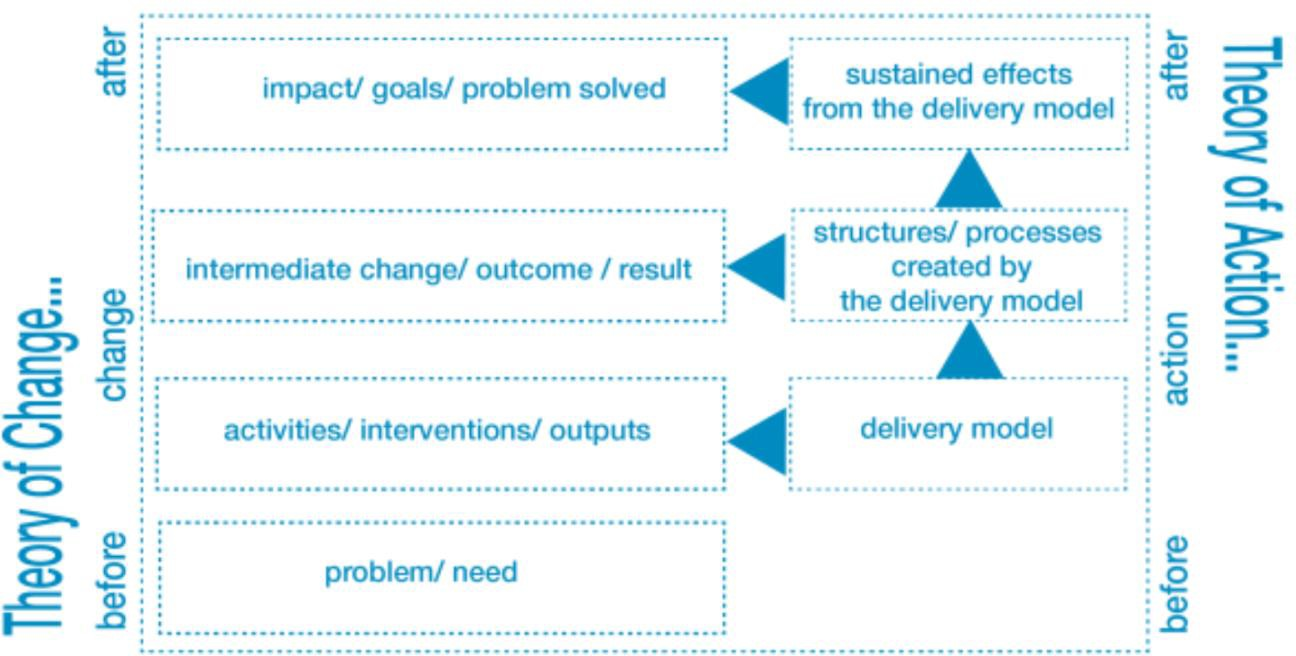 Theory of Change...
after
change
before
impact/ goals/ problem solved
sustained effects
from the delivery model
intermediate change/ outcome / result
structures/ processes
created by
the delivery model
activities/ interventions/ outputs
delivery model
problem/ need
after
action
before
Theory of Action...